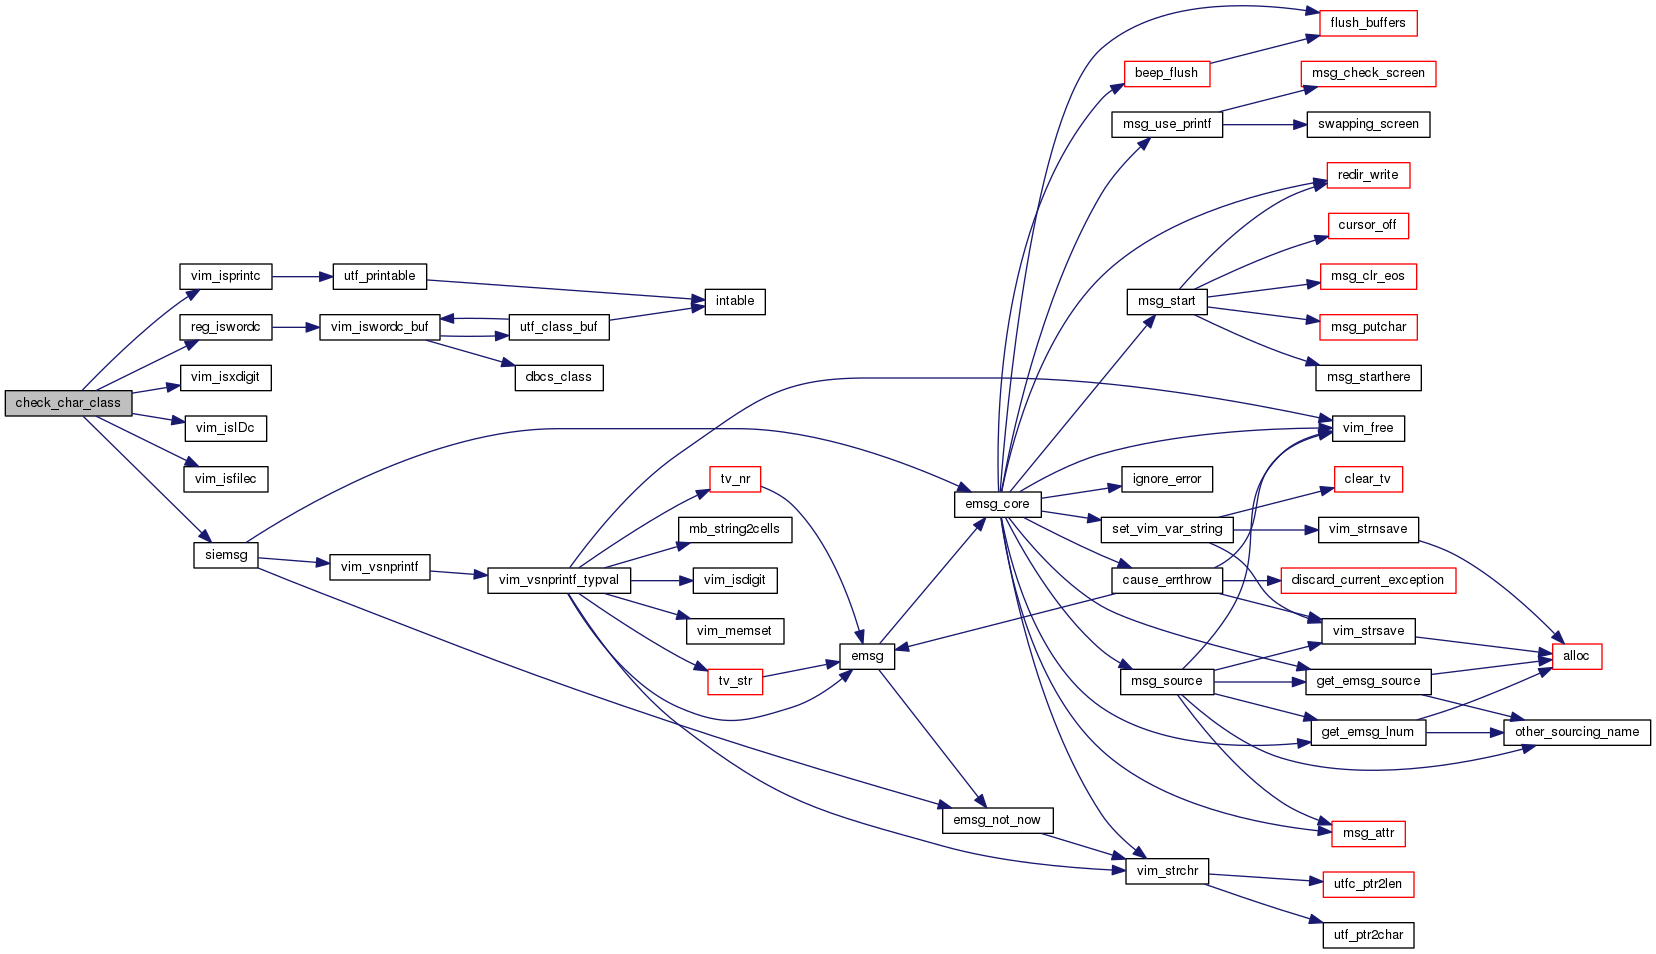 flush_buffers
beep_flush
msg_check_screen
msg_use_printf
swapping_screen
redir_write
cursor_off
vim_isprintc
utf_printable
msg_clr_eos
intable
msg_start
reg_iswordc
vim_iswordc_buf
utf_class_buf
msg_putchar
vim_isxdigit
dbcs_class
msg_starthere
check_char_class
vim_isIDc
vim_free
vim_isfilec
tv_nr
ignore_error
clear_tv
emsg_core
mb_string2cells
set_vim_var_string
vim_strnsave
siemsg
vim_vsnprintf
vim_vsnprintf_typval
vim_isdigit
cause_errthrow
discard_current_exception
vim_memset
vim_strsave
emsg
alloc
tv_str
msg_source
get_emsg_source
get_emsg_lnum
other_sourcing_name
emsg_not_now
msg_attr
vim_strchr
utfc_ptr2len
utf_ptr2char